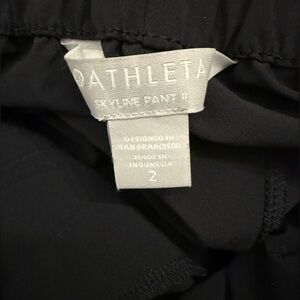 ATHLETA
SKYLINE PANT II
DESIGNED IN
SAN FRANCISCO
MADE IN
INDONESIA
2